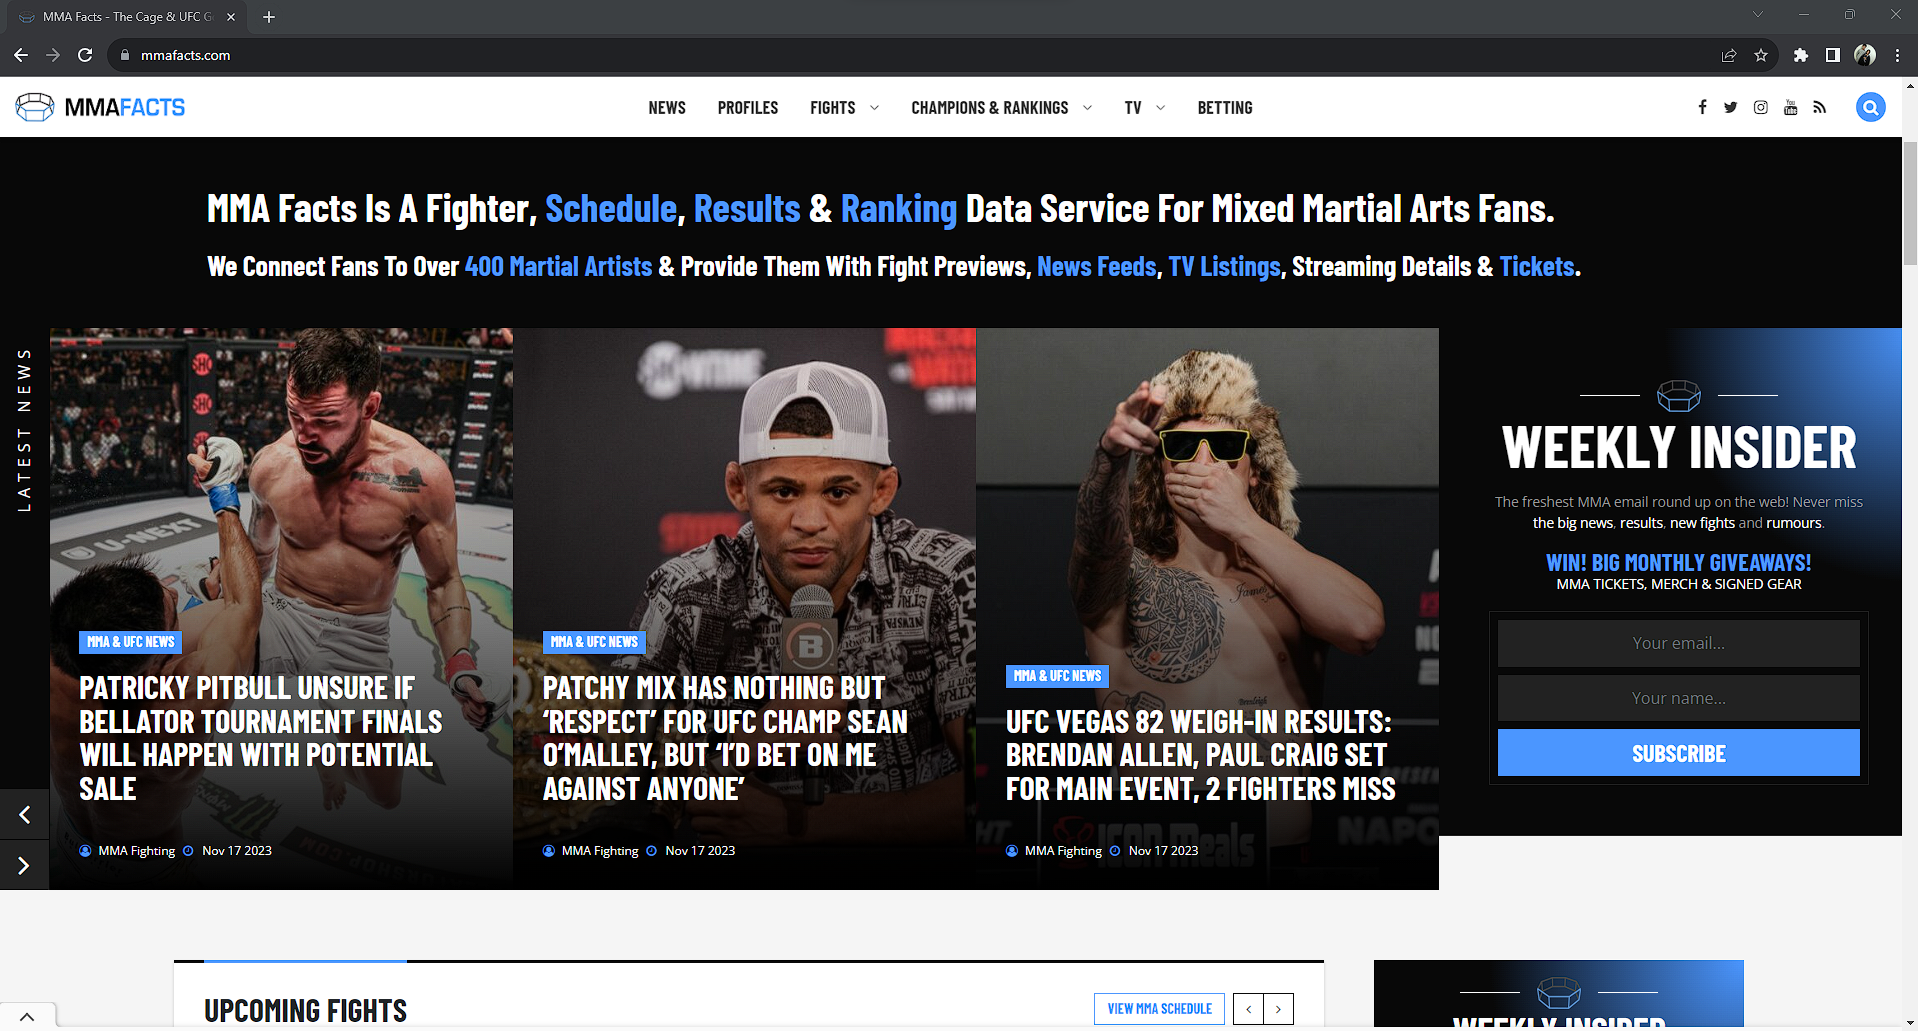 MMA Facts - The Cage & UFC G
mmafacts.com
MMAFACTS
NEWS
PROFILES
FIGHTS
CHAMPIONS & RANKINGS
TV
BETTING
MMA Facts Is A Fighter, Schedule, Results & Ranking Data Service For Mixed Martial Arts Fans.
We Connect Fans To Over 400 Martial Artists & Provide Them With Fight Previews, News Feeds, TV Listings, Streaming Details & Tickets.
LATEST NEWS
SHO
SHO
SHO
U-NEXT
MMA & UFC NEWS
PATRICKY PITBULL UNSURE IF
BELLATOR TOURNAMENT FINALS
WILL HAPPEN WITH POTENTIAL
SALE
MMA Fighting
Nov 17 2023
B
MMA & UFC NEWS
PATCHY MIX HAS NOTHING BUT
‘RESPECT’ FOR UFC CHAMP SEAN
O’MALLEY, BUT ‘I’D BET ON ME
AGAINST ANYONE’
MMA Fighting
Nov 17 2023
James
MMA & UFC NEWS
UFC VEGAS 82 WEIGH-IN RESULTS:
BRENDAN ALLEN, PAUL CRAIG SET
FOR MAIN EVENT, 2 FIGHTERS MISS
ICON Meals
MMA Fighting
Nov 17 2023
WEEKLY INSIDER
The freshest MMA email round up on the web! Never miss
the big news, results, new fights and rumours.
WIN! BIG MONTHLY GIVEAWAYS!
MMA TICKETS, MERCH & SIGNED GEAR
Your email...
Your name...
SUBSCRIBE
UPCOMING FIGHTS
VIEW MMA SCHEDULE
WEEKLY INSIDER